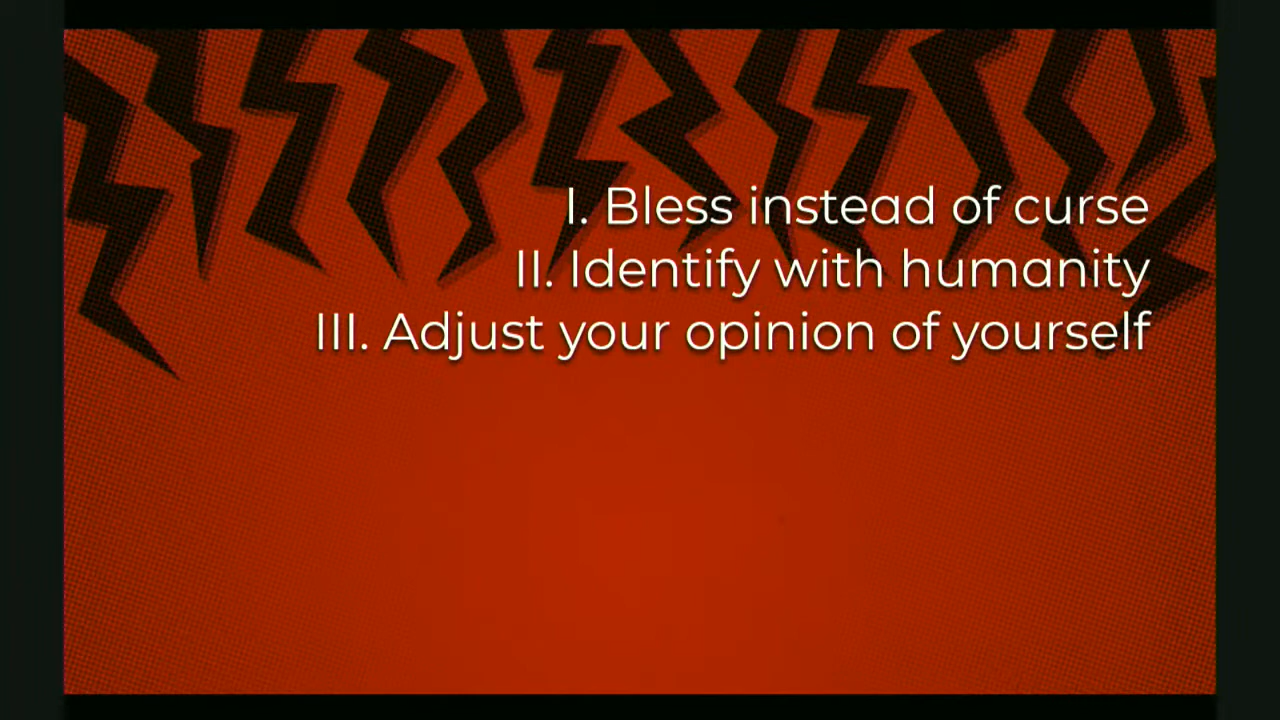 I. Bless instead of curse
II. Identify with humanity
III. Adjust your opinion of yourself